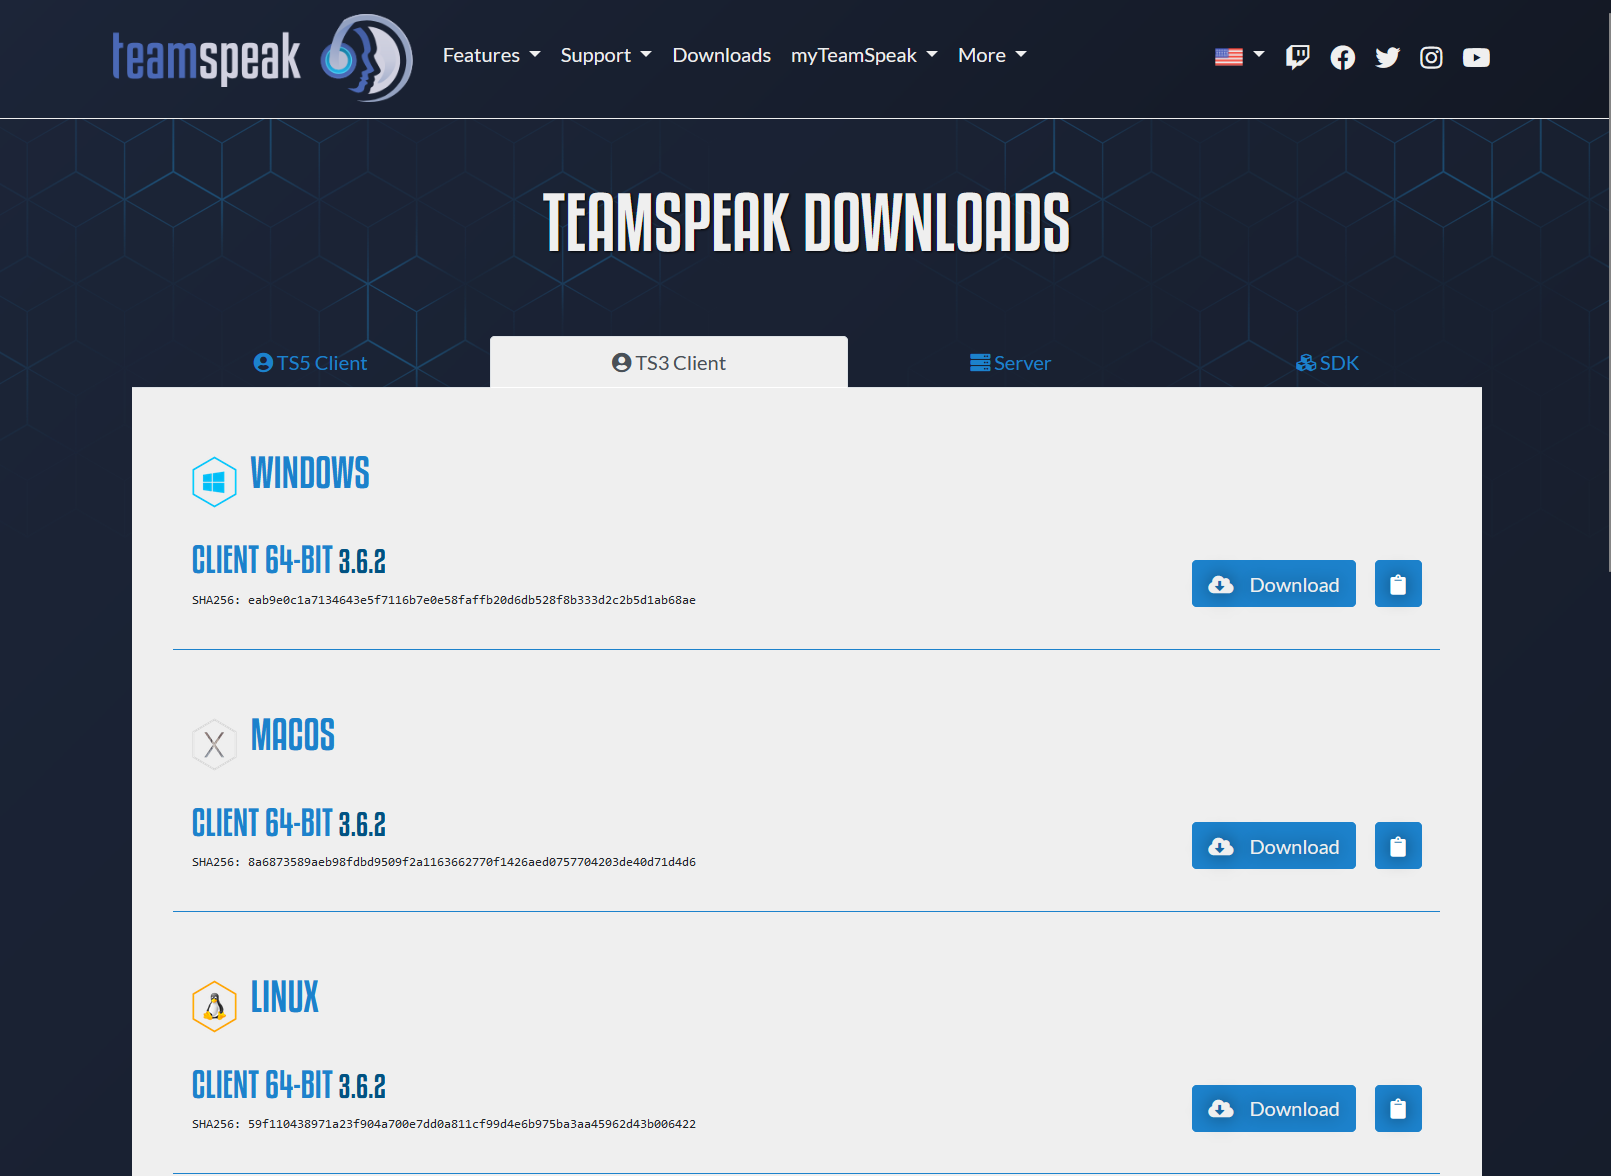 teamspeak
Features Support Downloads myTeamSpeak More
TEAMSPEAK DOWNLOADS
TS5 Client TS3 Client Server SDK
WINDOWS
CLIENT 64-BIT 3.6.2
Download
SHA256: eab9e0c1a7134643e5f7116b7e0e58faffb20d6db528f8b333d2c2b5d1ab68ae
MACOS
CLIENT 64-BIT 3.6.2
Download
SHA256: 8a6873589aeb98fdbd9509f2a1163662770f1426aed0757704203de40d71d4d6
LINUX
CLIENT 64-BIT 3.6.2
Download
SHA256: 59f110438971a23f904a700e7dd0a811cf99d4e6b975ba3aa45962d43b006422